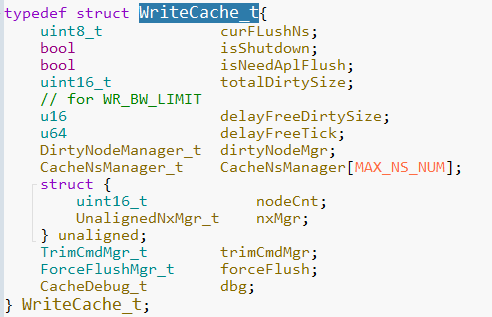 typedef struct WriteCache_t{
uint8_t curFLushNs;
bool isShutdown;
bool isNeedAplFlush;
uint16_t totalDirtySize;
// for WR_BW_LIMIT
u16 delayFreeDirtySize;
u64 delayFreeTick;
DirtyNodeManager_t dirtyNodeMgr;
CacheNsManager_t CacheNsManager[MAX_NS_NUM];
struct {
uint16_t nodeCnt;
UnalignedNxMgr_t nxMgr;
} unaligned;
TrimCmdMgr_t trimCmdMgr;
ForceFlushMgr_t forceFlush;
CacheDebug_t dbg;
} WriteCache_t;